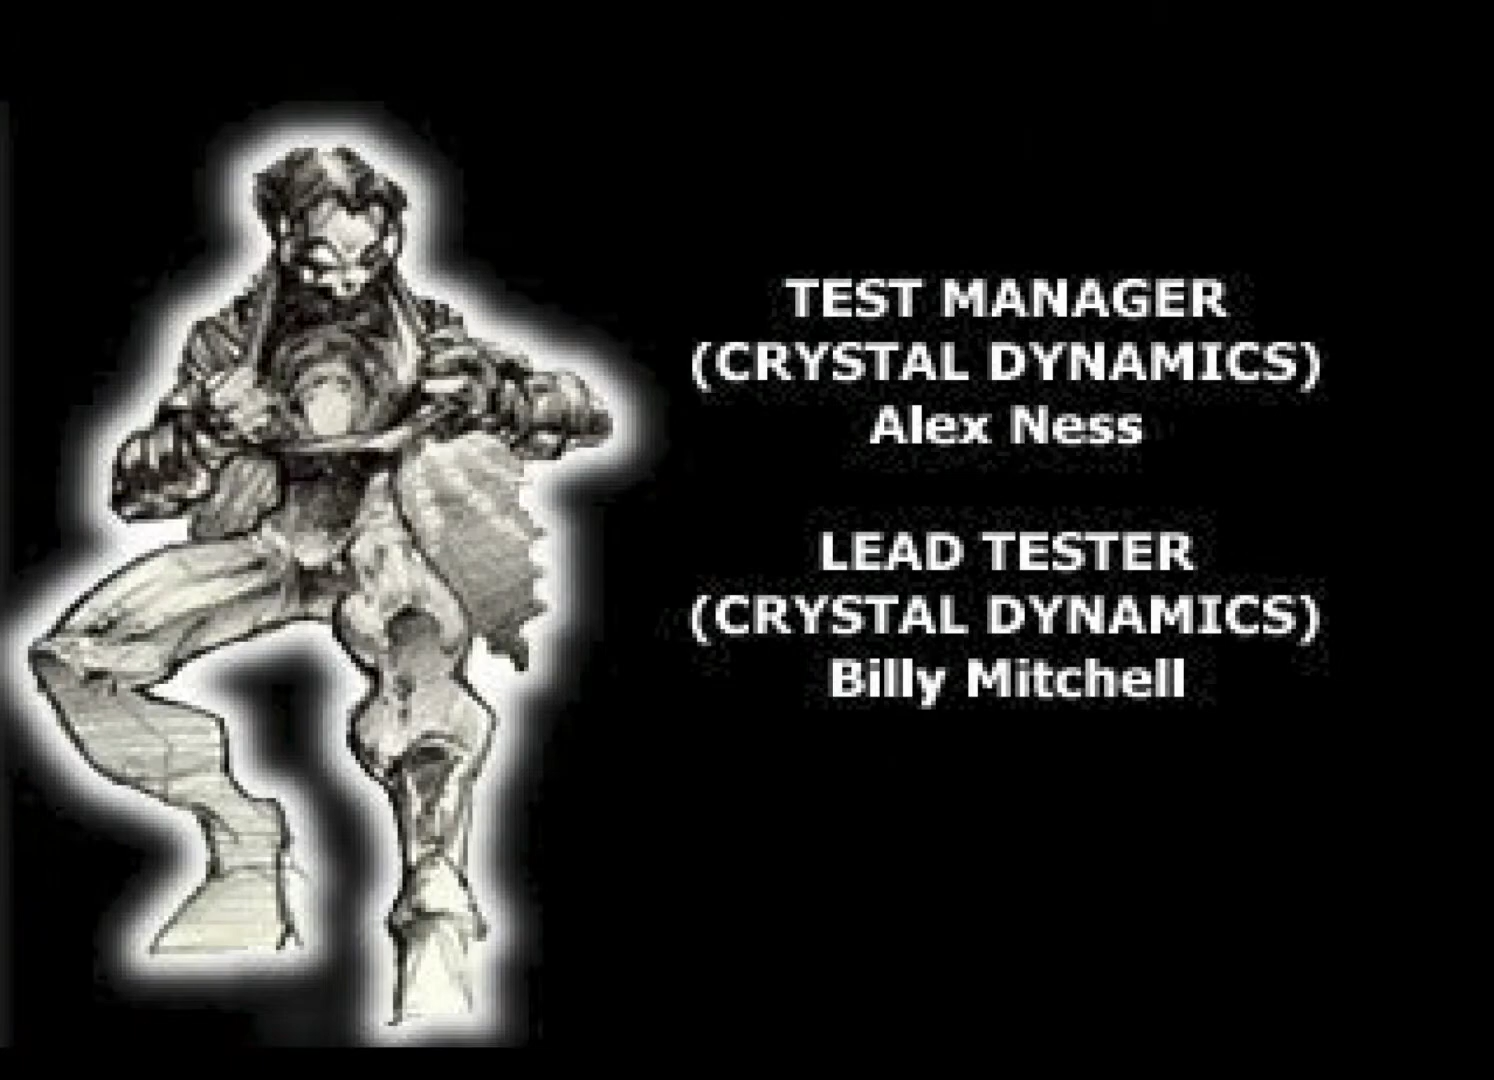 TEST MANAGER
(CRYSTAL DYNAMICS)
Alex Ness
LEAD TESTER
(CRYSTAL DYNAMICS)
Billy Mitchell